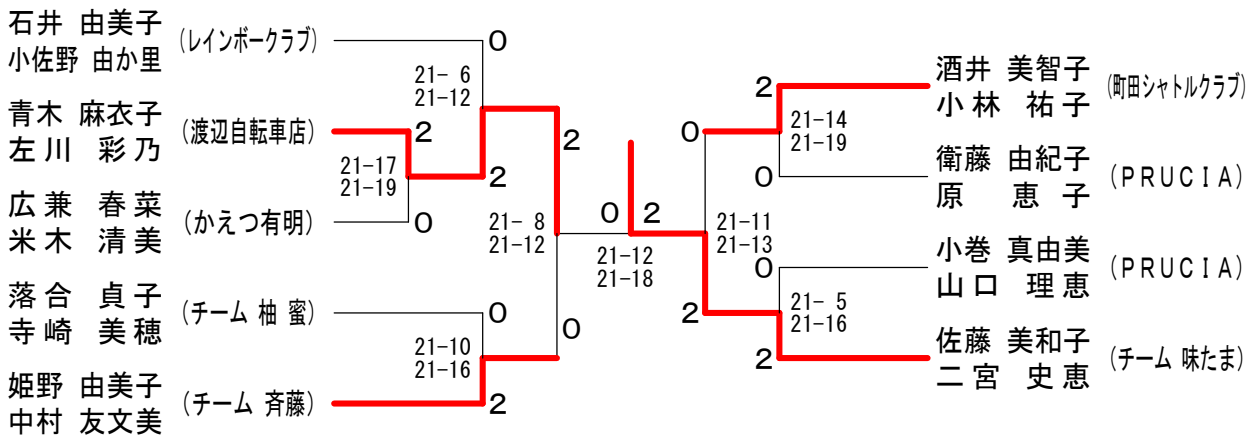 石井 由美子
小佐野 由か里
(レインボークラブ)
0
21- 6
21-12
青木 麻衣子
左川 彩乃
(渡辺自転車店)
2
21-17
21-19
2
2
広兼 春菜
米木 清美
(かえつ有明)
0
21- 8
21-12
落合 貞子
寺崎 美穂
(チーム 柚 蜜)
0
21-10
21-16
0
姫野 由美子
中村 友文美
(チーム 斉藤)
2
0 2
21-12
21-18
酒井 美智子
小林 祐子
(町田シャトルクラブ)
2
0
21-14
21-19
衛藤 由紀子
原 恵子
(PRUCIA)
0
21-11
21-13
小巻 真由美
山口 理恵
(PRUCIA)
0
21- 5
21-16
2
佐藤 美和子
二宮 史恵
(チーム 味たま)
2